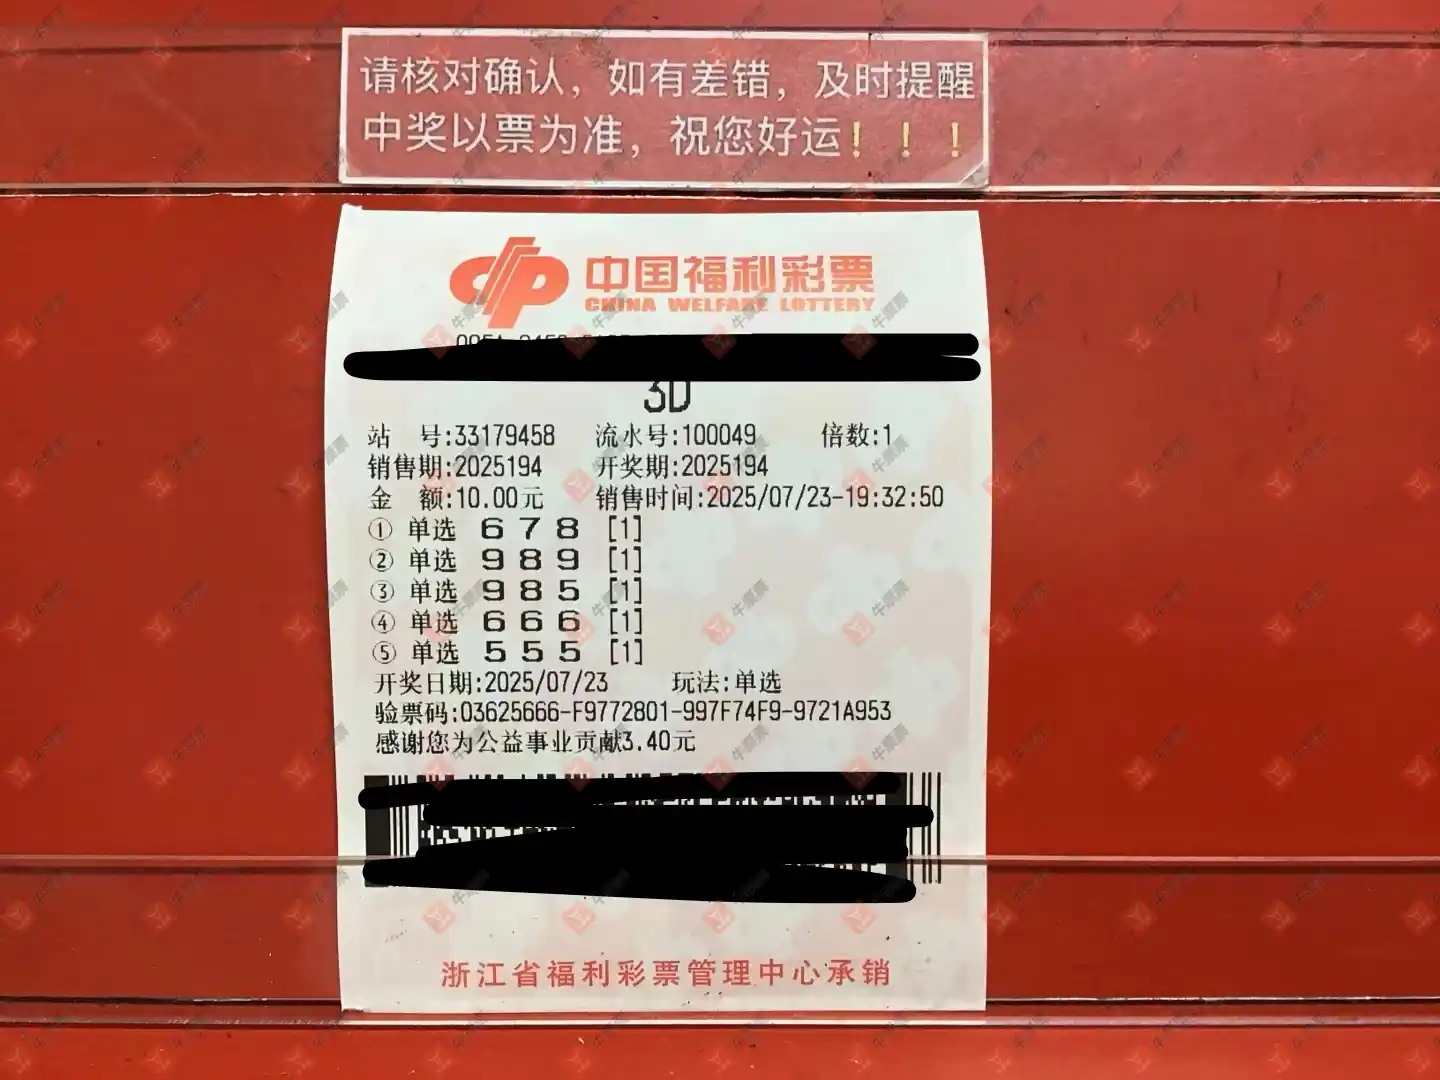 请核对确认，如有差错，及时提醒
中奖以票为准，祝您好运！！！
中国福利彩票
CHINA WELFARE LOTTERY
3D
站 号:33179458 流水号:100049 倍数:1
销售期:2025194 开奖期:2025194
金 额:10.00元 销售时间:2025/07/23-19:32:50
① 单选 6 7 8 [1]
② 单选 9 8 9 [1]
③ 单选 9 8 5 [1]
④ 单选 6 6 6 [1]
⑤ 单选 5 5 5 [1]
开奖日期:2025/07/23 玩法:单选
验票码:03625666-F9772801-997F74F9-9721A953
感谢您为公益事业贡献3.40元
浙江省福利彩票管理中心承销